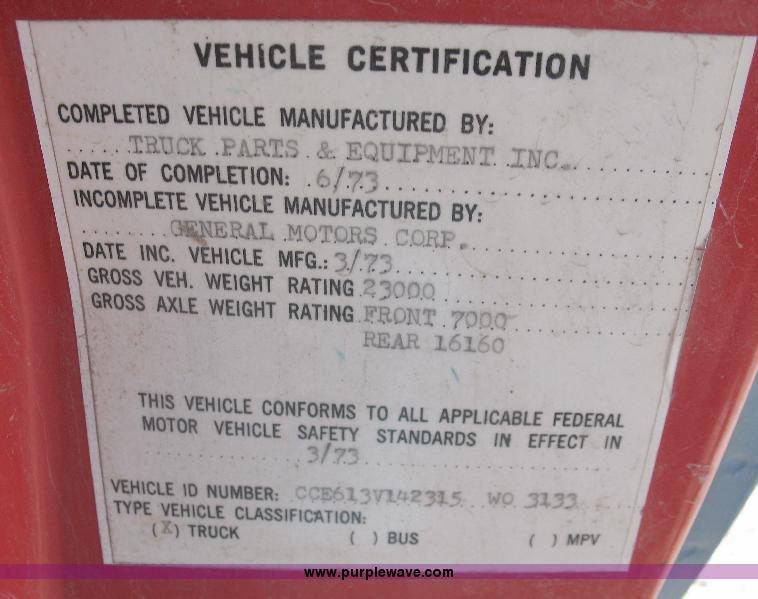 VEHICLE CERTIFICATION
COMPLETED VEHICLE MANUFACTURED BY:
TRUCK PARTS & EQUIPMENT INC.
DATE OF COMPLETION: 6/73
INCOMPLETE VEHICLE MANUFACTURED BY:
GENERAL MOTORS CORP.
DATE INC. VEHICLE MFG.: 3/73
GROSS VEH. WEIGHT RATING 23000
GROSS AXLE WEIGHT RATING FRONT 7000
REAR 16160
THIS VEHICLE CONFORMS TO ALL APPLICABLE FEDERAL
MOTOR VEHICLE SAFETY STANDARDS IN EFFECT IN
3/73
VEHICLE ID NUMBER: CCE613V142315 WO 3133
TYPE VEHICLE CLASSIFICATION:
(X) TRUCK ( ) BUS ( ) MPV
www.purplewave.com